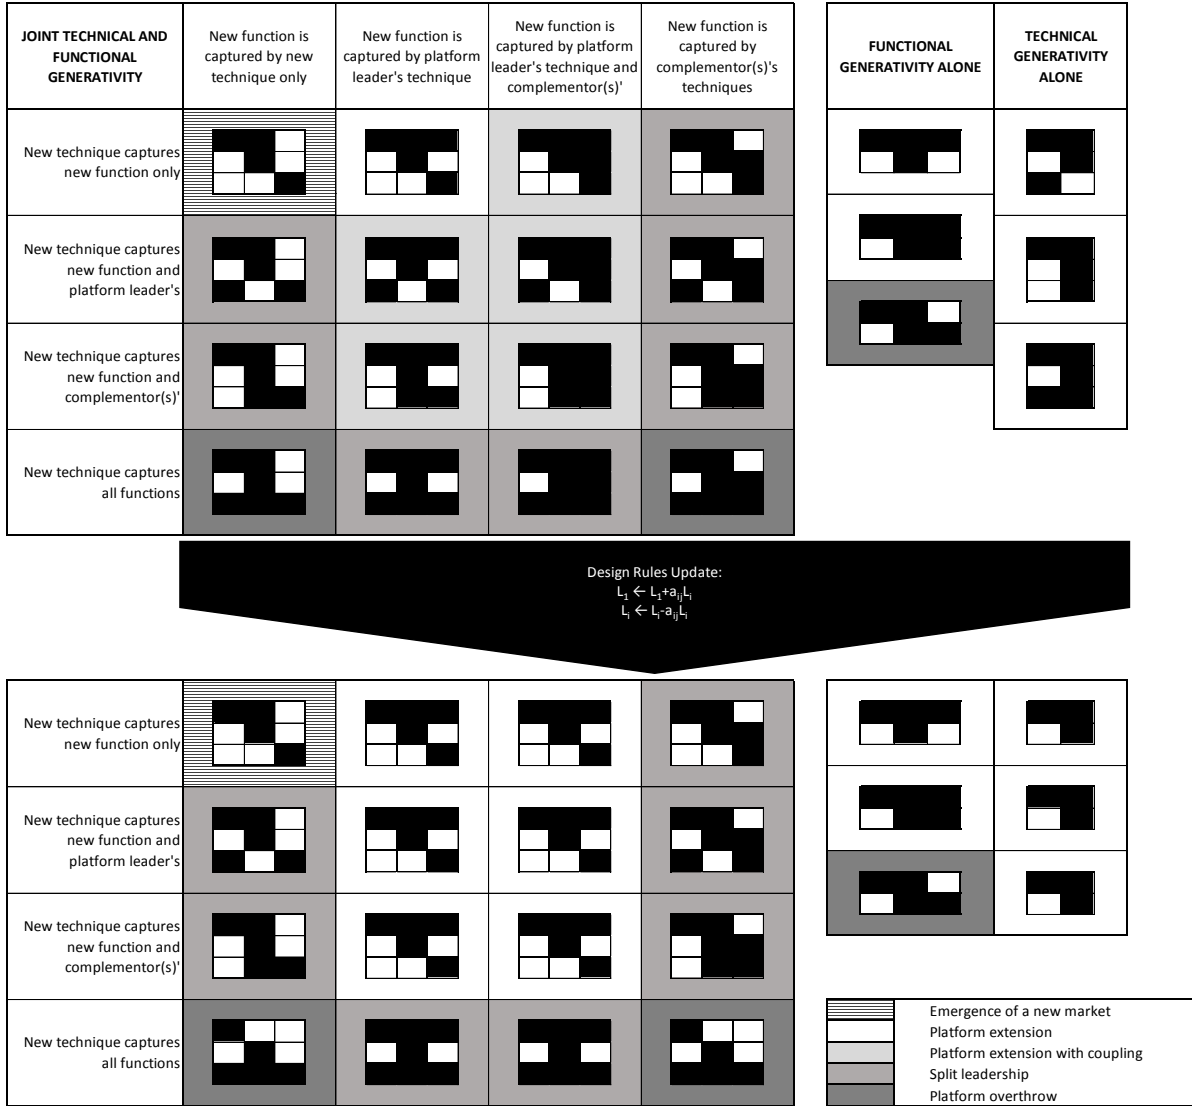 JOINT TECHNICAL AND
FUNCTIONAL
GENERATIVITY
New function is
captured by new
technique only
New function is
captured by platform
leader's technique
New function is
captured by platform
leader's technique and
complementor(s)'
New function is
captured by
complementor(s)'s
techniques
FUNCTIONAL
GENERATIVITY ALONE
TECHNICAL
GENERATIVITY
ALONE
New technique captures
new function only
New technique captures
new function and
platform leader's
New technique captures
new function and
complementor(s)'
New technique captures
all functions
Design Rules Update:
L₁ ← L₁+aᵢⱼLᵢ
Lᵢ ← Lᵢ-aᵢⱼLᵢ
New technique captures
new function only
New technique captures
new function and
platform leader's
New technique captures
new function and
complementor(s)'
New technique captures
all functions
Emergence of a new market
Platform extension
Platform extension with coupling
Split leadership
Platform overthrow